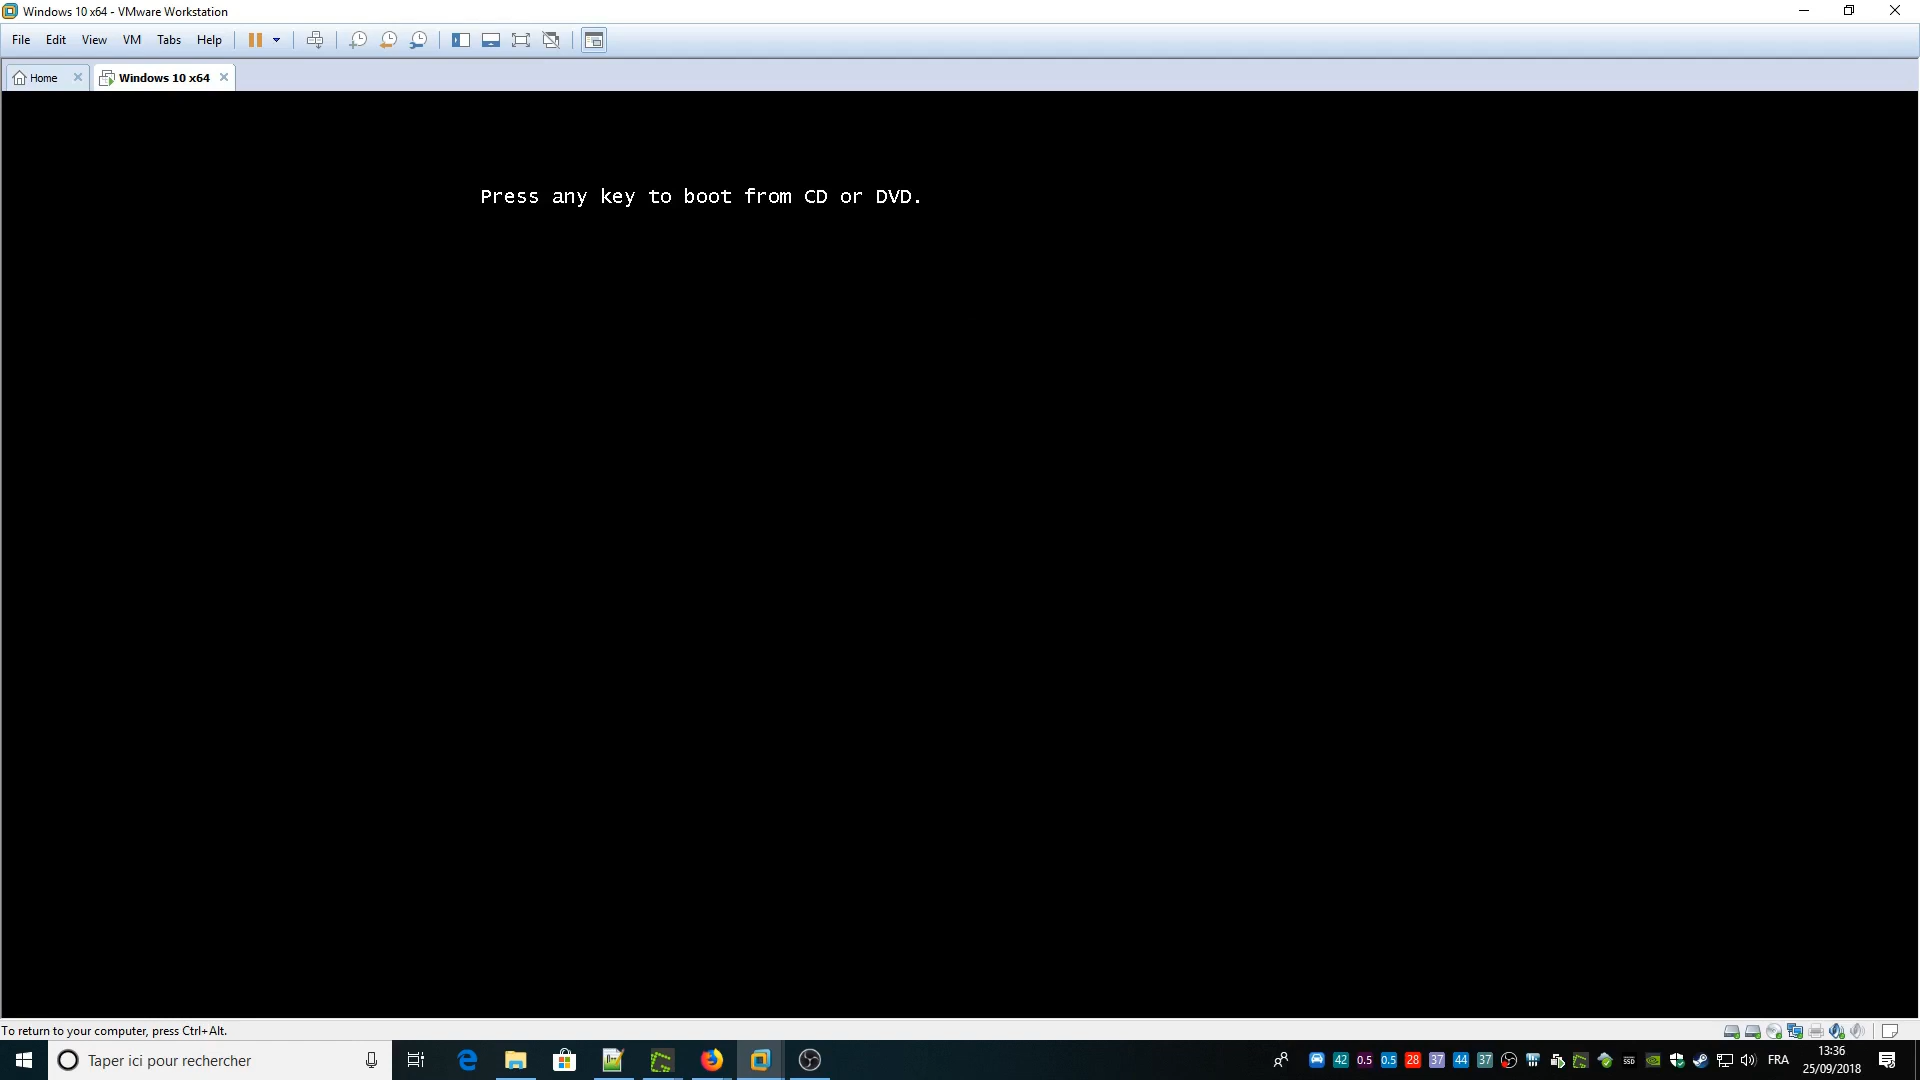 Windows 10 x64 - VMware Workstation
File Edit View VM Tabs Help
Home Windows 10 x64
Press any key to boot from CD or DVD.
To return to your computer, press Ctrl+Alt.
Taper ici pour rechercher
42 0.5 0.5 28 37 44 37 SSD FRA
13:36
25/09/2018